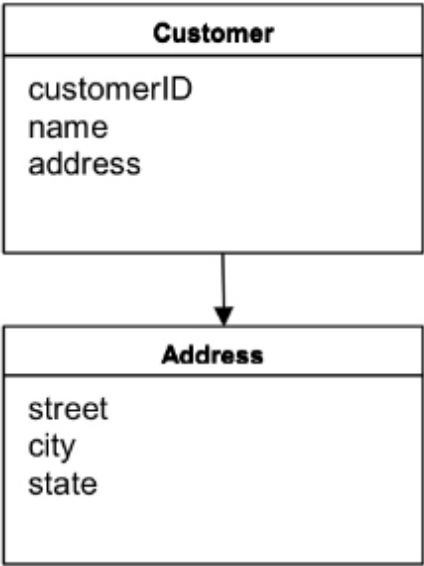 Customer
customerID
name
address
Address
street
city
state